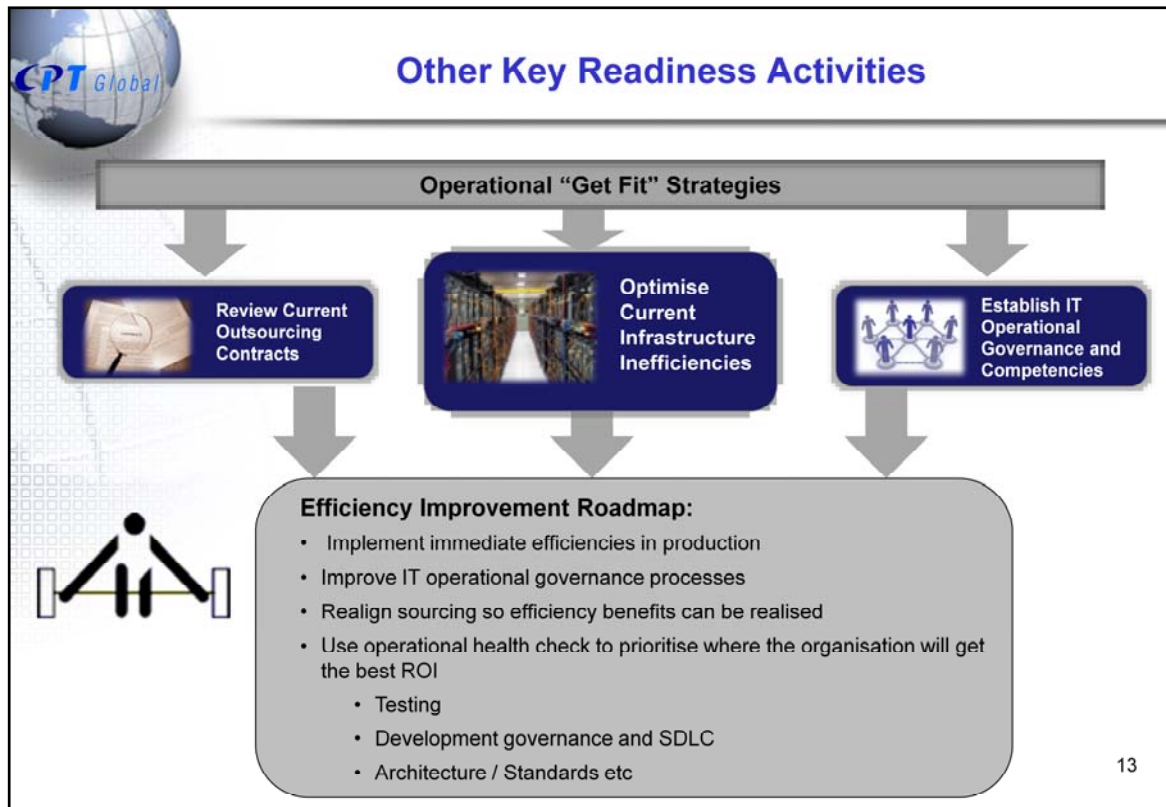 CPT Global
Other Key Readiness Activities
Operational “Get Fit” Strategies
Review Current
Outsourcing
Contracts
Optimise
Current
Infrastructure
Inefficiencies
Establish IT
Operational
Governance and
Competencies
Efficiency Improvement Roadmap:
• Implement immediate efficiencies in production
• Improve IT operational governance processes
• Realign sourcing so efficiency benefits can be realised
• Use operational health check to prioritise where the organisation will get
the best ROI
• Testing
• Development governance and SDLC
• Architecture / Standards etc
13